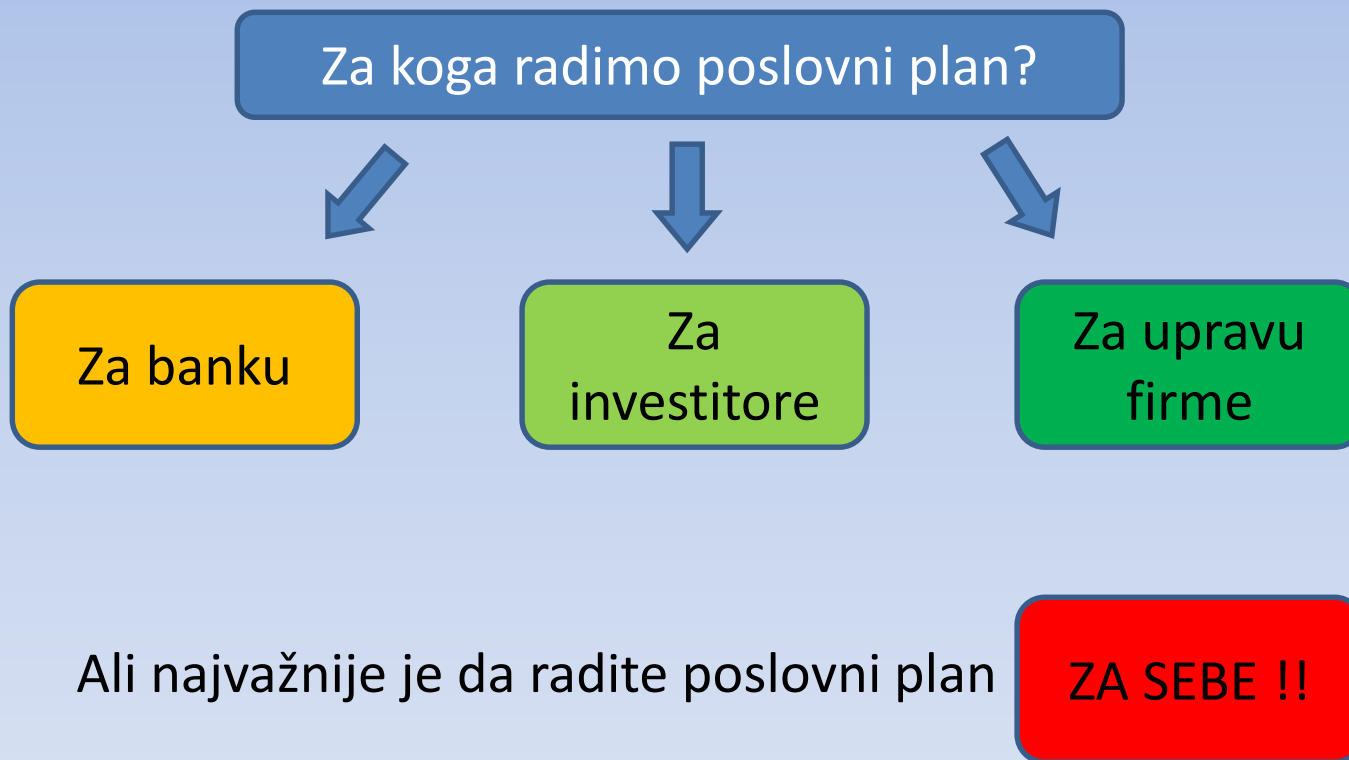 Za koga radimo poslovni plan?
Za banku
Za
investitore
Za upravu
firme
Ali najvažnije je da radite poslovni plan
ZA SEBE !!